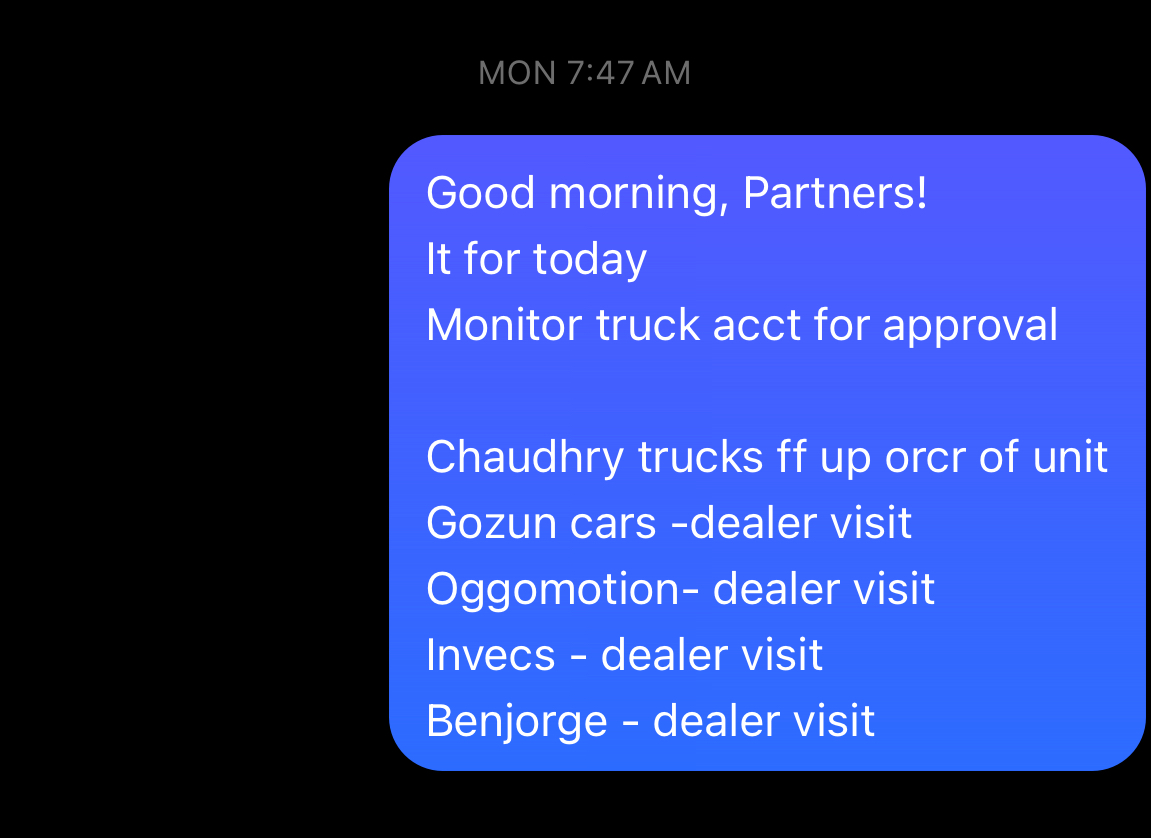 MON 7:47 AM
Good morning, Partners!
It for today
Monitor truck acct for approval
Chaudhry trucks ff up orcr of unit
Gozun cars -dealer visit
Oggomotion- dealer visit
Invecs - dealer visit
Benjorge - dealer visit